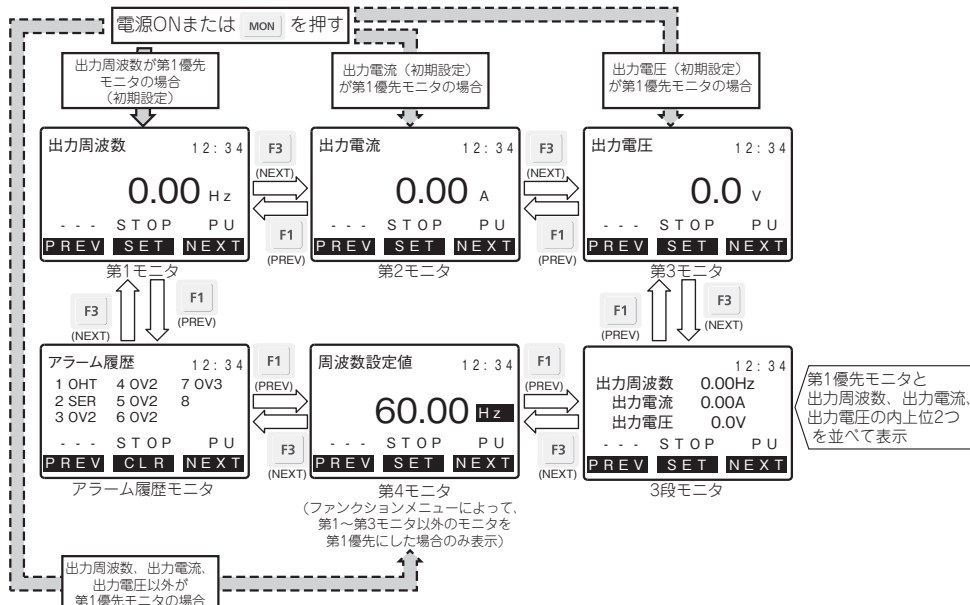 電源ONまたは MON を押す
出力周波数が第1優先
モニタの場合
(初期設定)
出力電流(初期設定)
が第1優先モニタの場合
出力電圧(初期設定)
が第1優先モニタの場合
出力周波数 12:34
0.00 Hz
--- STOP PU
PREV SET NEXT
第1モニタ
F3
(NEXT)
F1
(PREV)
出力電流 12:34
0.00 A
--- STOP PU
PREV SET NEXT
第2モニタ
F3
(NEXT)
F1
(PREV)
出力電圧 12:34
0.0 V
--- STOP PU
PREV SET NEXT
第3モニタ
F3
(NEXT)
F1
(PREV)
F1
(PREV)
F3
(NEXT)
アラーム履歴 12:34
1 OHT 4 OV2 7 OV3
2 SER 5 OV2 8
3 OV2 6 OV2
--- STOP PU
PREV CLR NEXT
アラーム履歴モニタ
F1
(PREV)
F3
(NEXT)
周波数設定値 12:34
60.00 Hz
--- STOP PU
PREV SET NEXT
第4モニタ
(ファンクションメニューによって、
第1~第3モニタ以外のモニタを
第1優先にした場合のみ表示)
F1
(PREV)
F3
(NEXT)
12:34
出力周波数 0.00Hz
出力電流 0.00A
出力電圧 0.0V
--- STOP PU
PREV SET NEXT
3段モニタ
第1優先モニタと
出力周波数、出力電流、
出力電圧の内上位2つ
を並べて表示
出力周波数、出力電流、
出力電圧以外が
第1優先モニタの場合